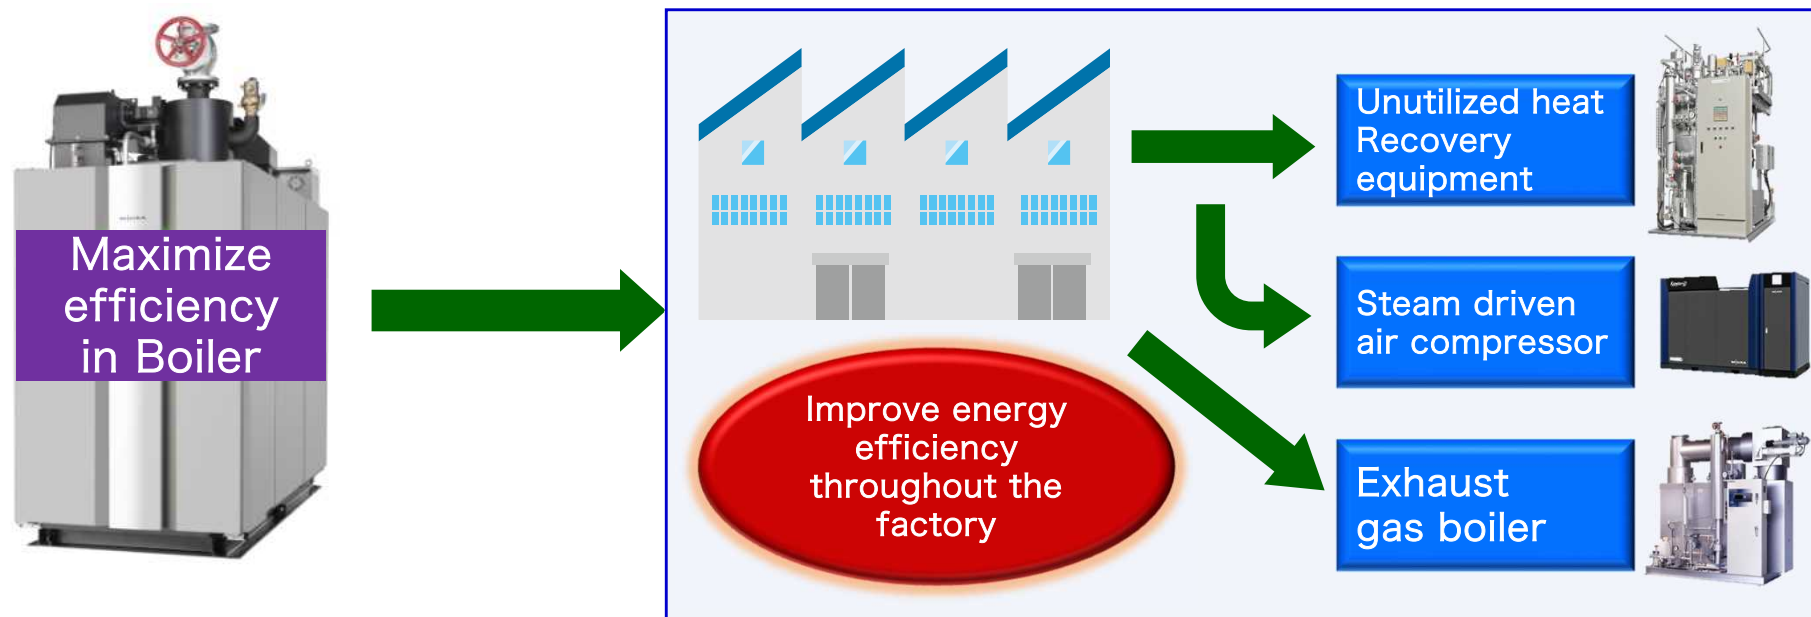 Maximize
efficiency
in Boiler
Improve energy
efficiency
throughout the
factory
Unutilized heat
Recovery
equipment
Steam driven
air compressor
Exhaust
gas boiler